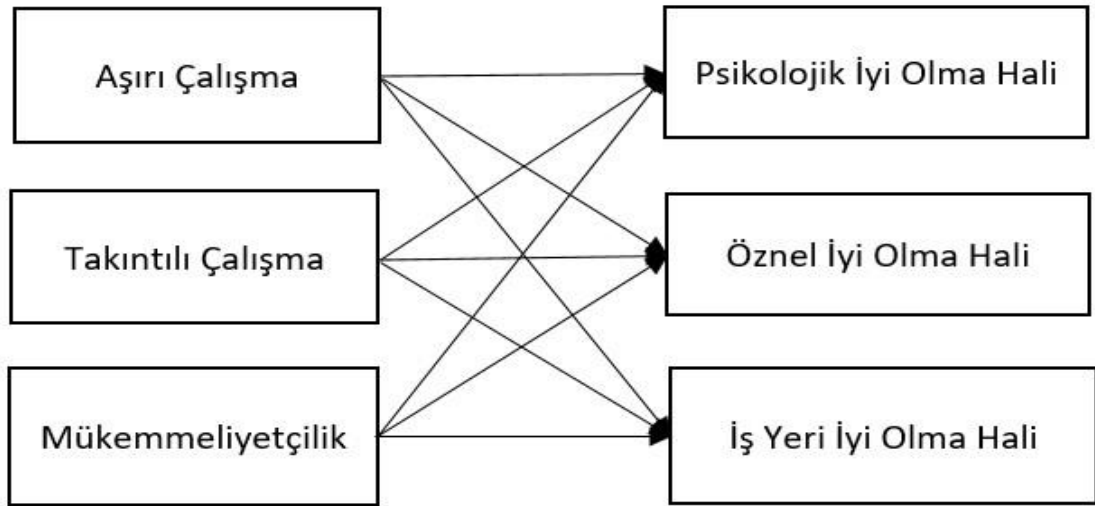 Aşırı Çalışma
Psikolojik İyi Olma Hali
Takıntılı Çalışma
Öznel İyi Olma Hali
Mükemmeliyetçilik
İş Yeri İyi Olma Hali